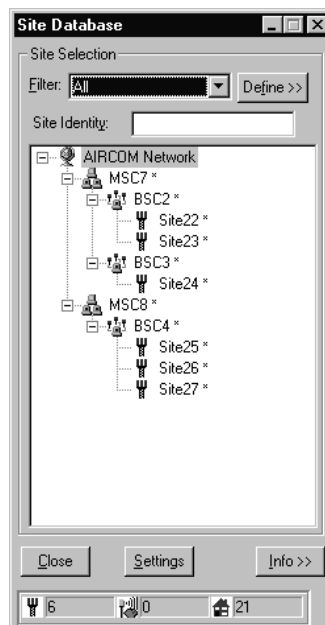 Site Database
Site Selection
Filter: All Define >>
Site Identity:
AIRCOM Network
MSC7 *
BSC2 *
Site22 *
Site23 *
BSC3 *
Site24 *
MSC8 *
BSC4 *
Site25 *
Site26 *
Site27 *
Close Settings Info >>
6 0 21